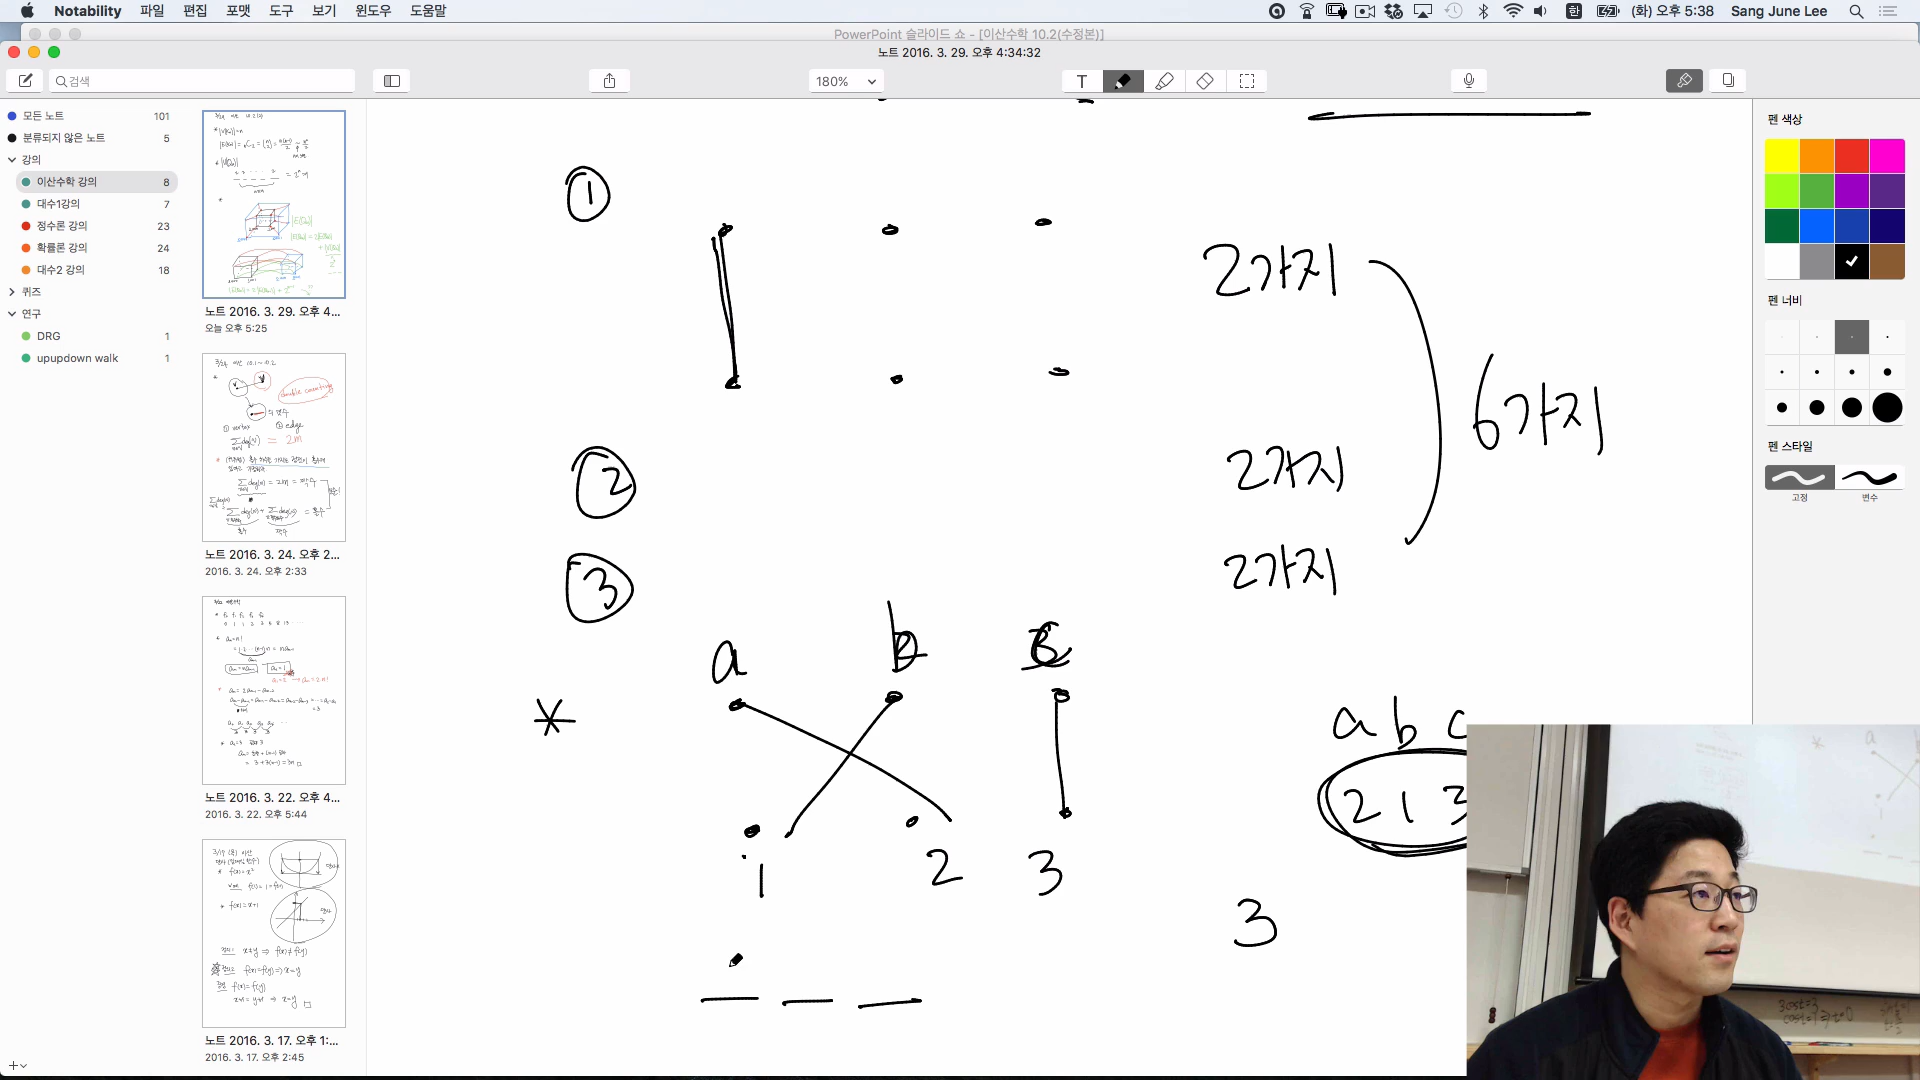 Notability 파일 편집 포맷 도구 보기 윈도우 도움말 (화) 오후 5:38 Sang June Lee
PowerPoint 슬라이드 쇼 - [이산수학 10.2(수정본)]
노트 2016. 3. 29. 오후 4:34:32
검색
180%
T
모든 노트 101
분류되지 않은 노트 5
강의
이산수학 강의 8
대수1강의 7
정수론 강의 23
확률론 강의 24
대수2 강의 18
퀴즈
연구
DRG 1
upupdown walk 1
노트 2016. 3. 29. 오후 4...
오늘 오후 5:25
노트 2016. 3. 24. 오후 2...
2016. 3. 24. 오후 2:33
노트 2016. 3. 22. 오후 4...
2016. 3. 22. 오후 5:44
노트 2016. 3. 17. 오후 1:...
2016. 3. 17. 오후 2:45
①
2가지
6가지
②
2가지
③
2가지
a b c
*
a b c
2 1 3
1 2 3
3
펜 색상
펜 너비
펜 스타일
고정 변수